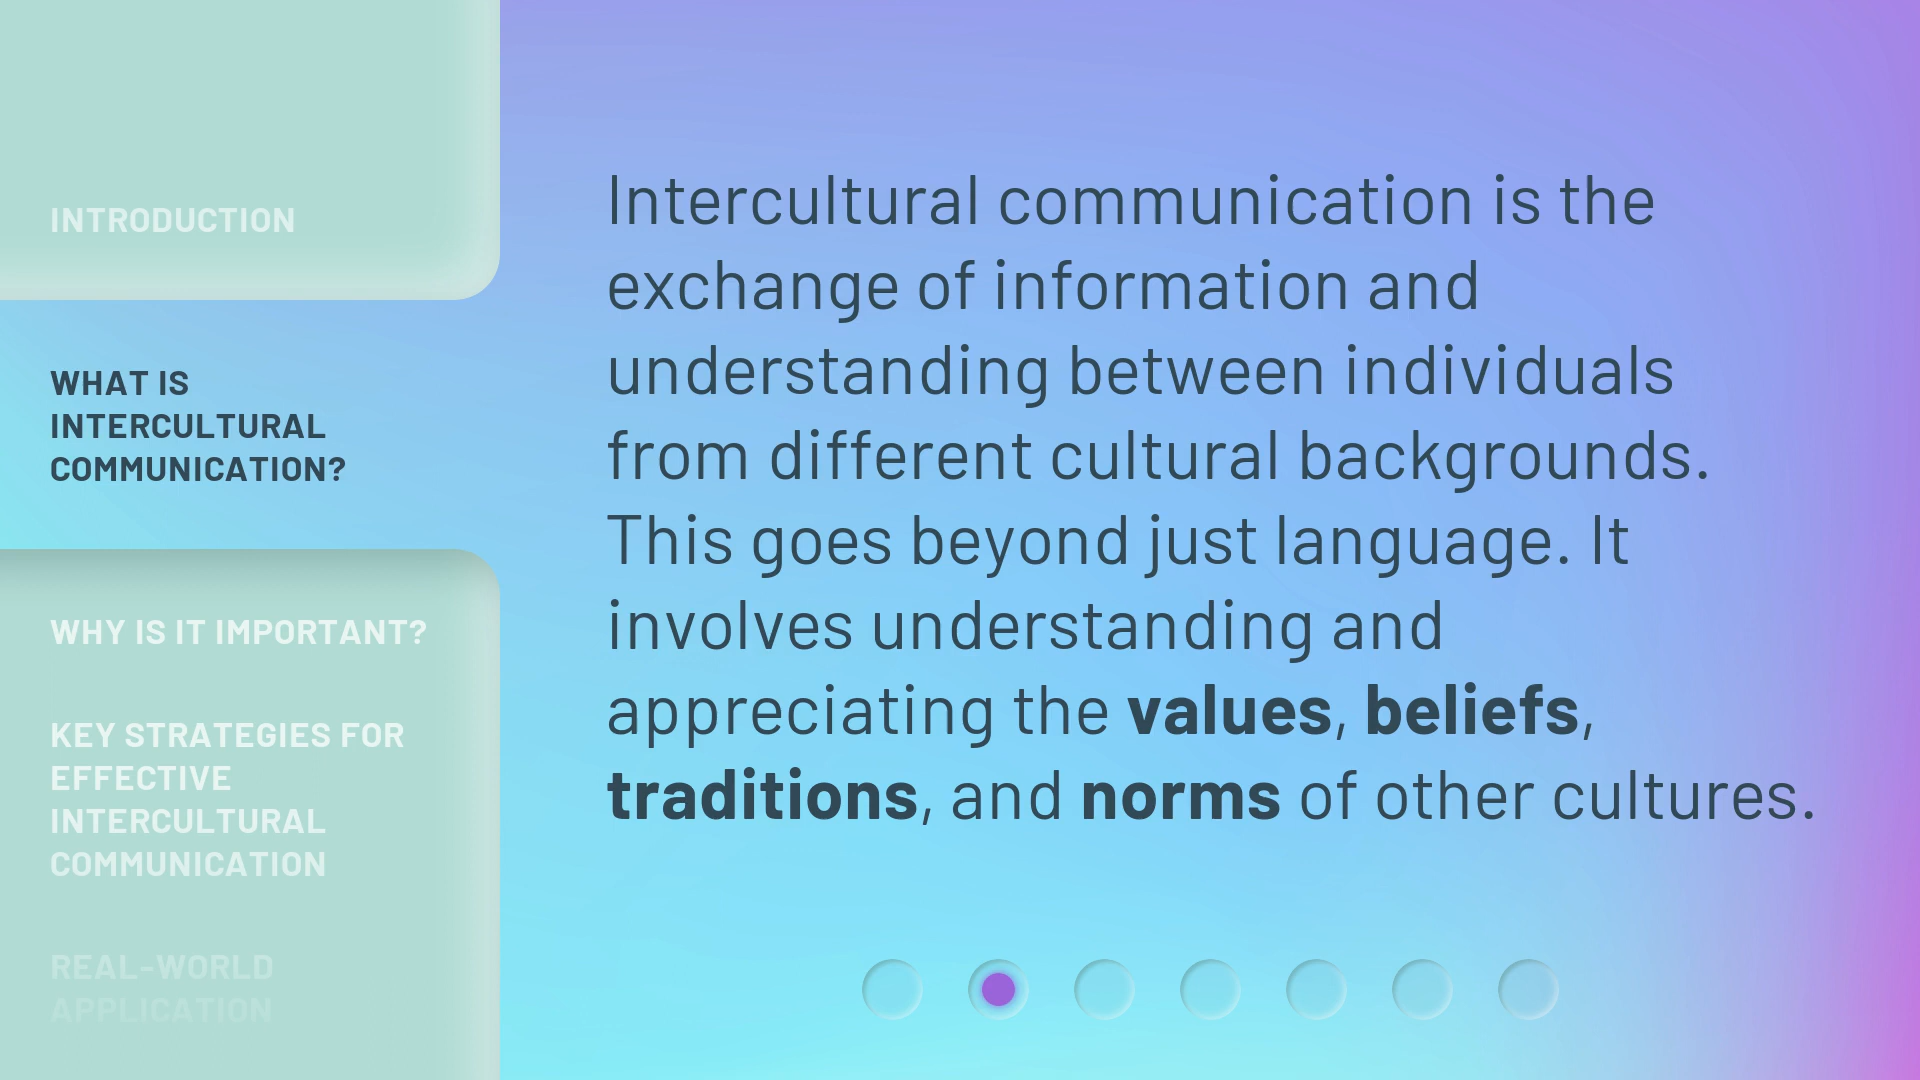 INTRODUCTION
WHAT IS
INTERCULTURAL
COMMUNICATION?
WHY IS IT IMPORTANT?
KEY STRATEGIES FOR
EFFECTIVE
INTERCULTURAL
COMMUNICATION
REAL-WORLD
APPLICATION
Intercultural communication is the
exchange of information and
understanding between individuals
from different cultural backgrounds.
This goes beyond just language. It
involves understanding and
appreciating the values, beliefs,
traditions, and norms of other cultures.